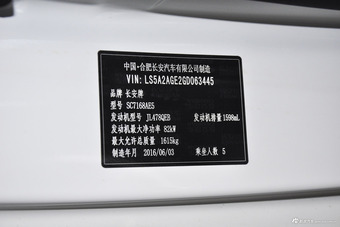 中国·合肥长安汽车有限公司制造
VIN: LS5A2AGE2GD063445
品牌 长安牌
型号 SC7168AE5
发动机型号 JL478QEB 发动机排量 1598mL
发动机最大净功率 82kW
最大允许总质量 1615kg
制造年月 2016/06/03 乘坐人数 5